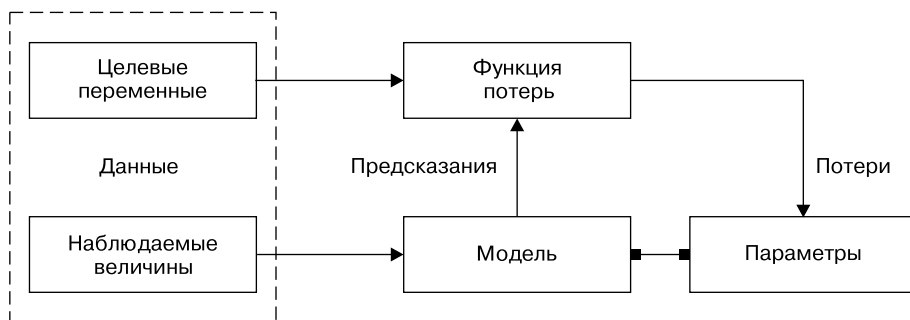 Целевые
переменные
Функция
потерь
Данные
Предсказания
Потери
Наблюдаемые
величины
Модель
Параметры